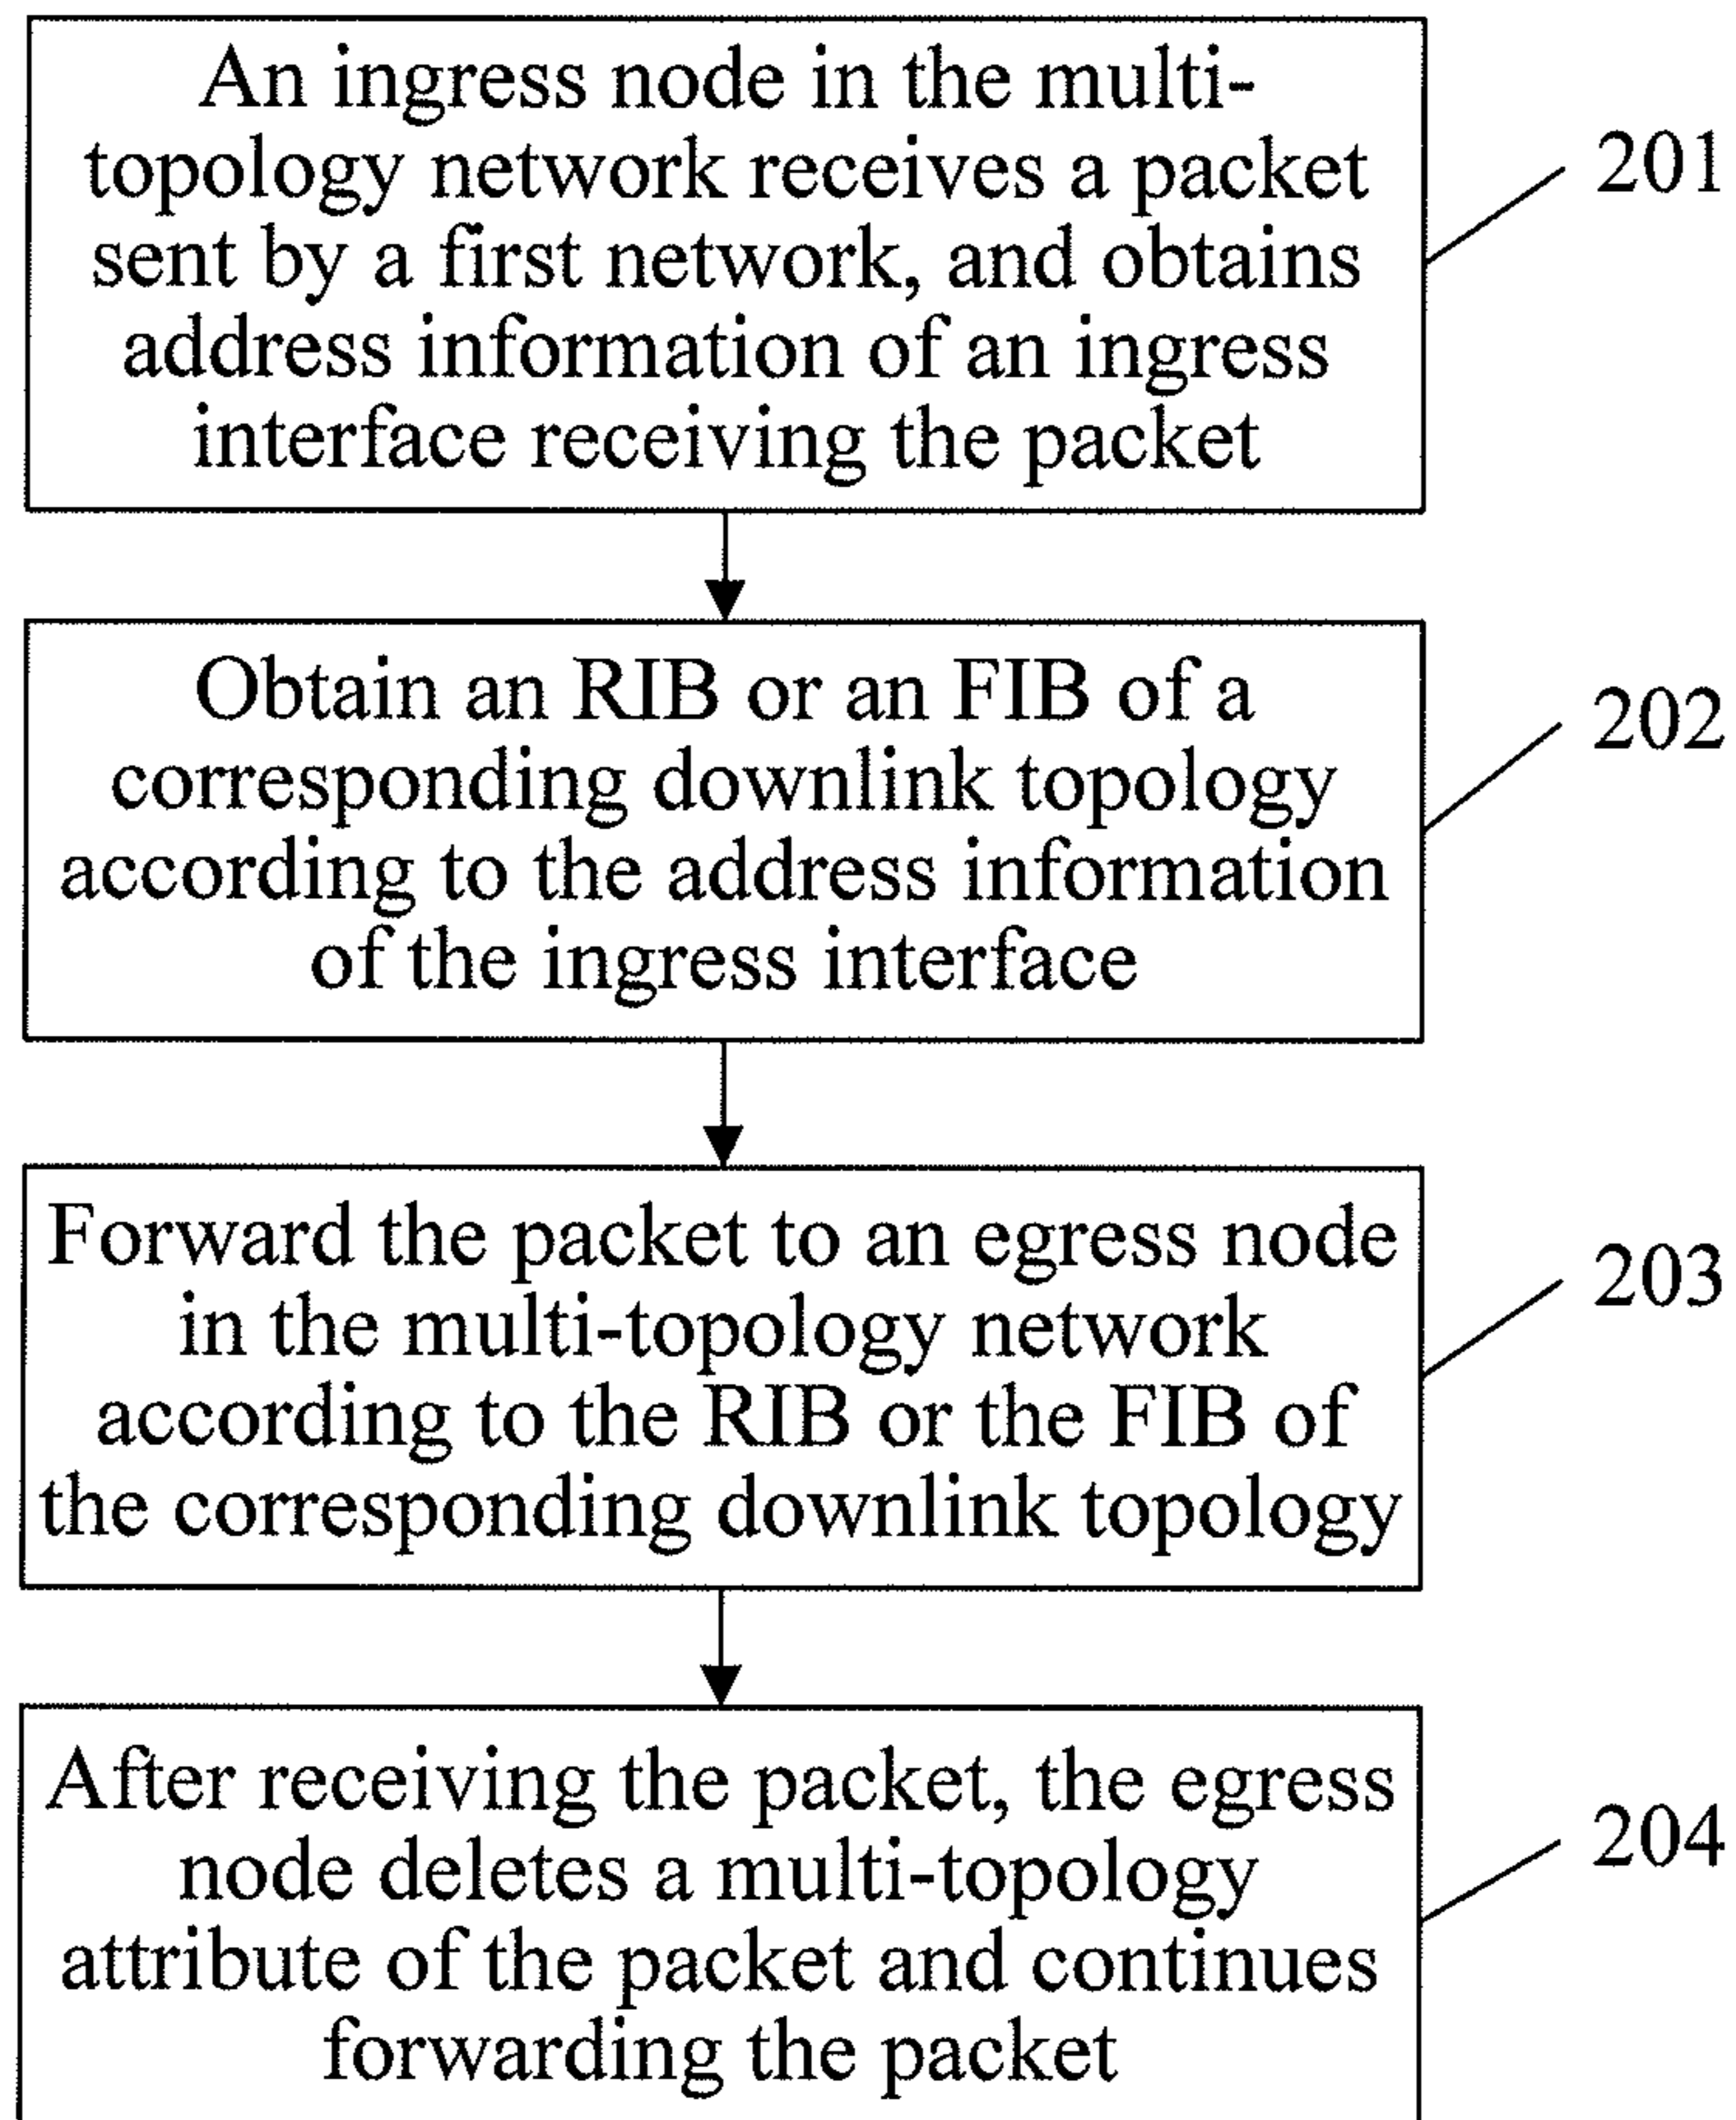 An ingress node in the multi-
topology network receives a packet
sent by a first network, and obtains
address information of an ingress
interface receiving the packet
201
Obtain an RIB or an FIB of a
corresponding downlink topology
according to the address information
of the ingress interface
202
Forward the packet to an egress node
in the multi-topology network
according to the RIB or the FIB of
the corresponding downlink topology
203
After receiving the packet, the egress
node deletes a multi-topology
attribute of the packet and continues
forwarding the packet
204